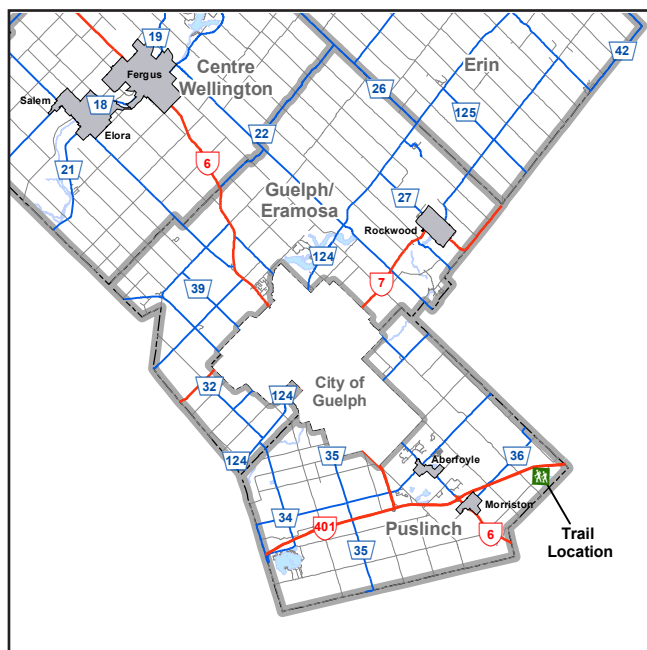 19
42
Fergus
Centre
Wellington
Erin
26
Salem
18
125
Elora
22
21
6
Guelph/
Eramosa
27
Rockwood
124
7
39
32
City of
Guelph
124
124
35
Aberfoyle
36
34
Morriston
401
Puslinch
6
Trail
Location
35